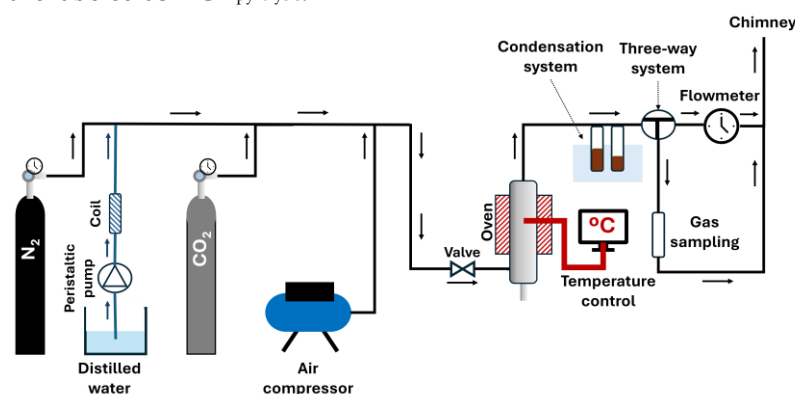 Chimney
Condensation
system
Three-way
system
Flowmeter
N2
Peristaltic
pump
Coil
CO2
Oven
Valve
ºC
Gas
sampling
Temperature
control
Distilled
water
Air
compressor